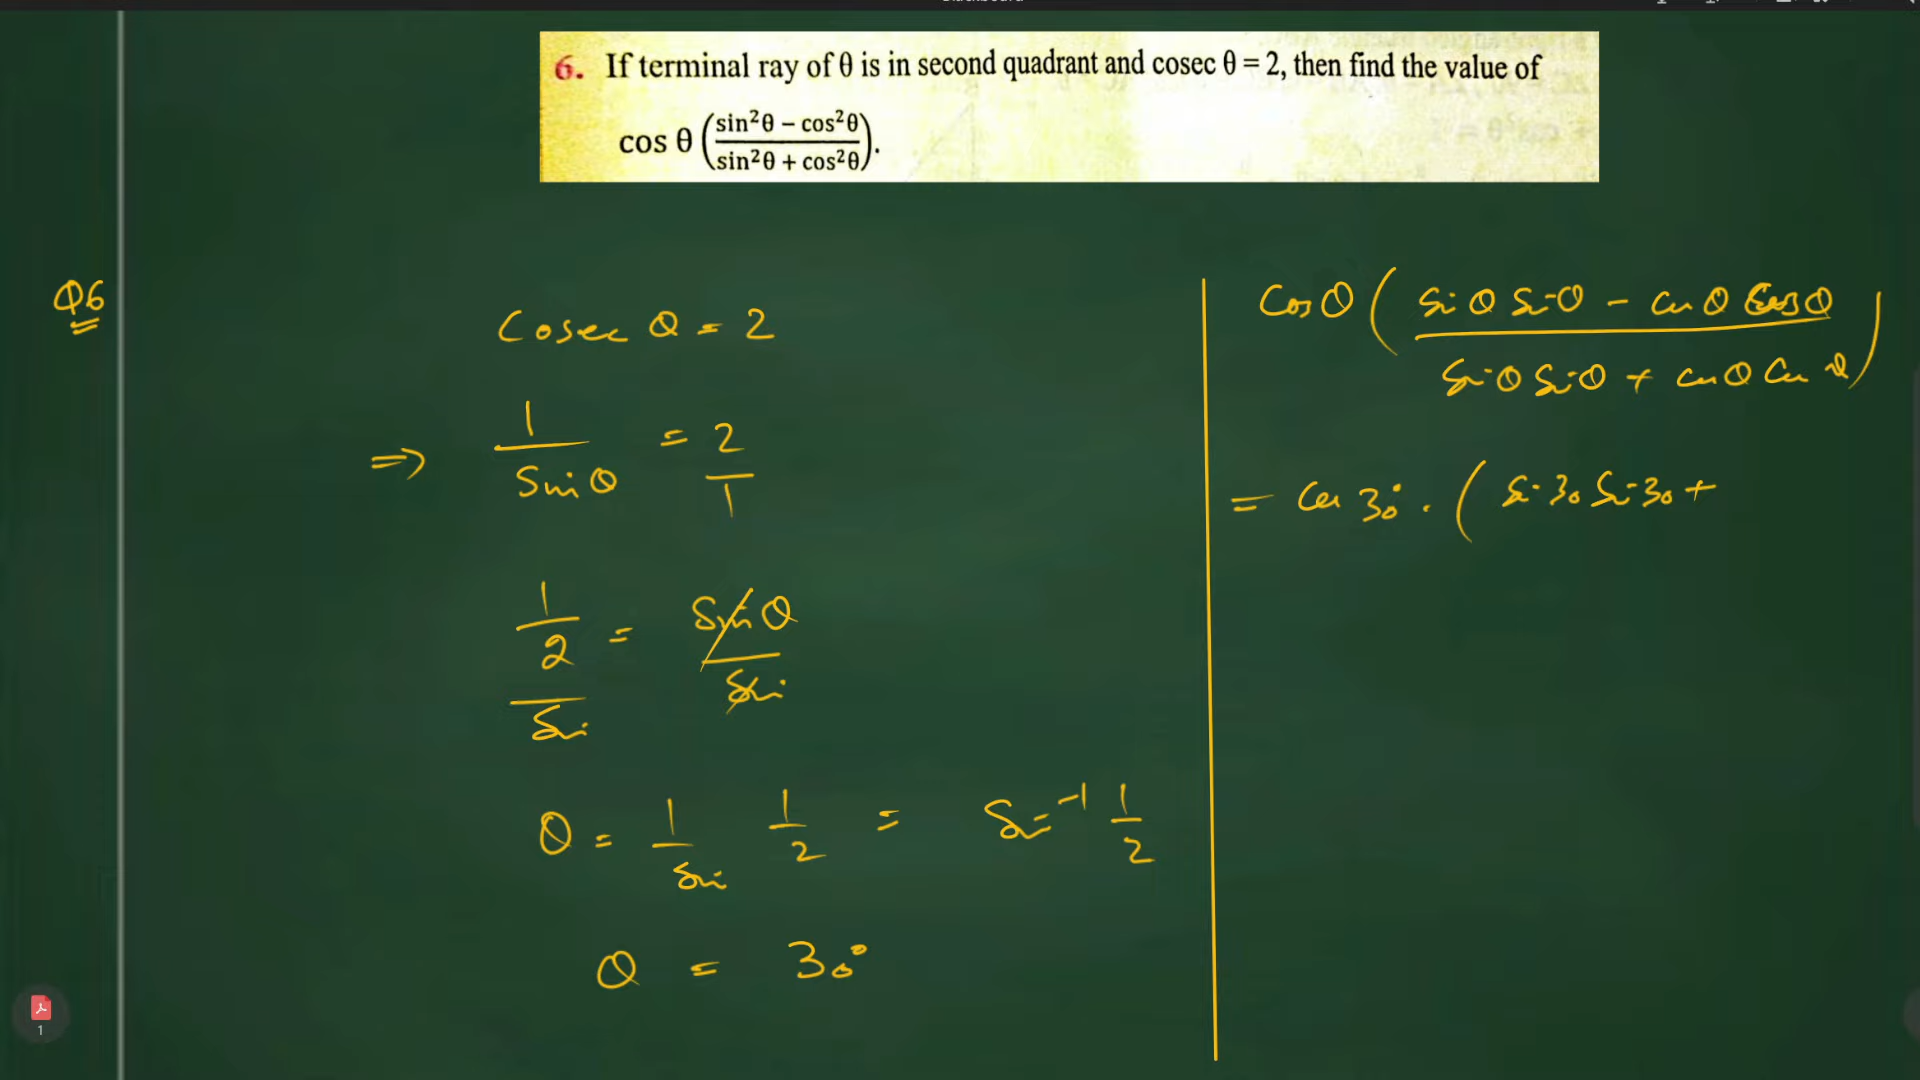 6. If terminal ray of θ is in second quadrant and cosec θ = 2, then find the value of
cos θ (sin²θ − cos²θ / sin²θ + cos²θ).
Q6
Cosec θ = 2
⇒ 1/Sin θ = 2/1
1/2 / Sin = Sin θ / Sin
θ = 1/Sin 1/2 = Sin⁻¹ 1/2
θ = 30°
Cos θ ( Sin θ Sin θ − Cos θ Cos θ / Sin θ Sin θ + Cos θ Cos θ )
= Cos 30° . ( Sin 30 Sin 30 +
1